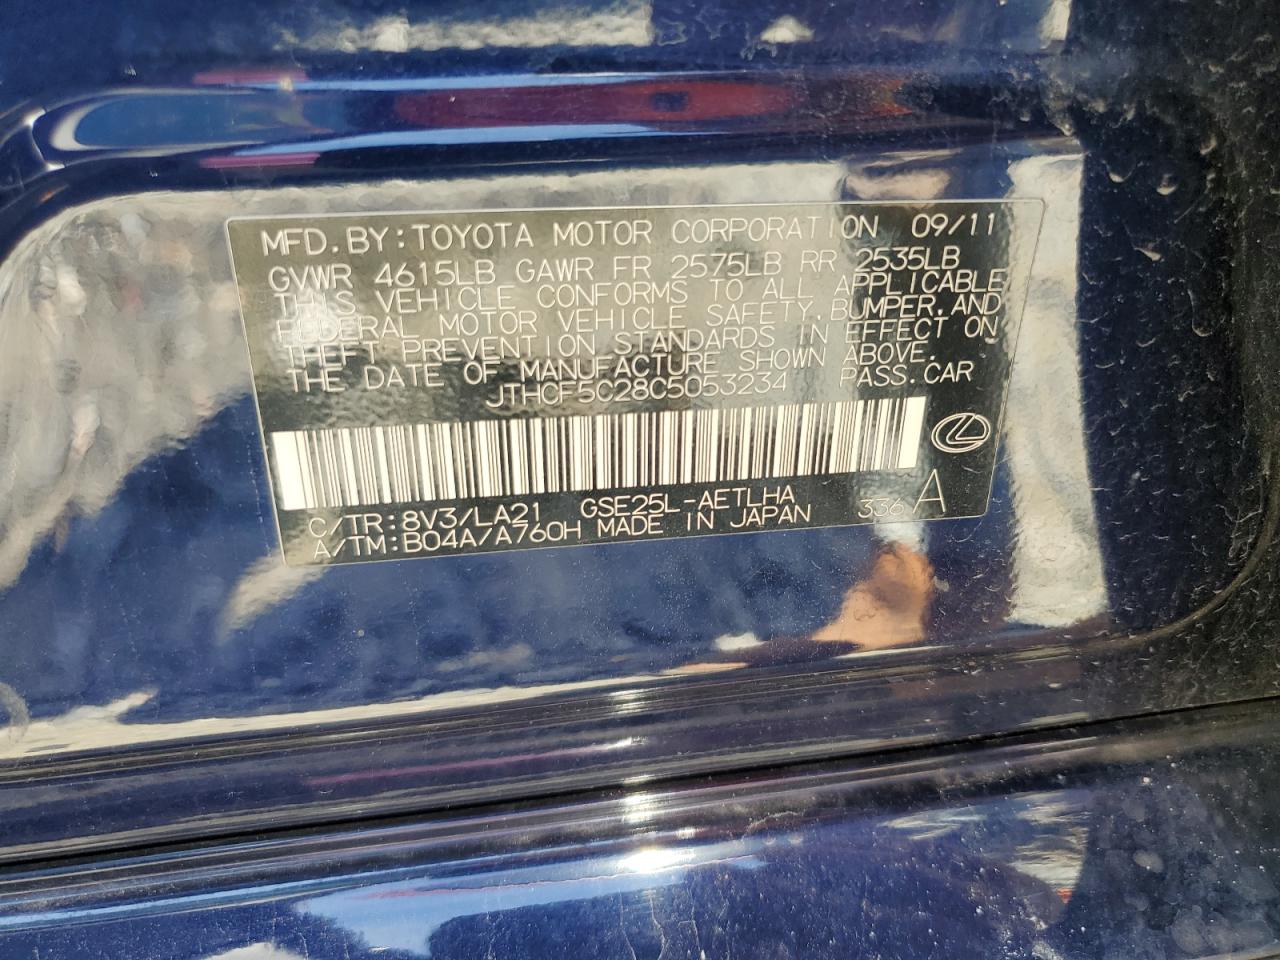 MFD.BY:TOYOTA MOTOR CORPORATION 09/11
GVWR 4615LB GAWR FR 2575LB RR 2535LB
THIS VEHICLE CONFORMS TO ALL APPLICABLE
FEDERAL MOTOR VEHICLE SAFETY,BUMPER,AND
THEFT PREVENTION STANDARDS IN EFFECT ON
THE DATE OF MANUFACTURE SHOWN ABOVE.
JTHCF5C28C5053234 PASS.CAR
C/TR:8V3/LA21 GSE25L-AETLHA
A/TM:B04A/A760H MADE IN JAPAN 336 A